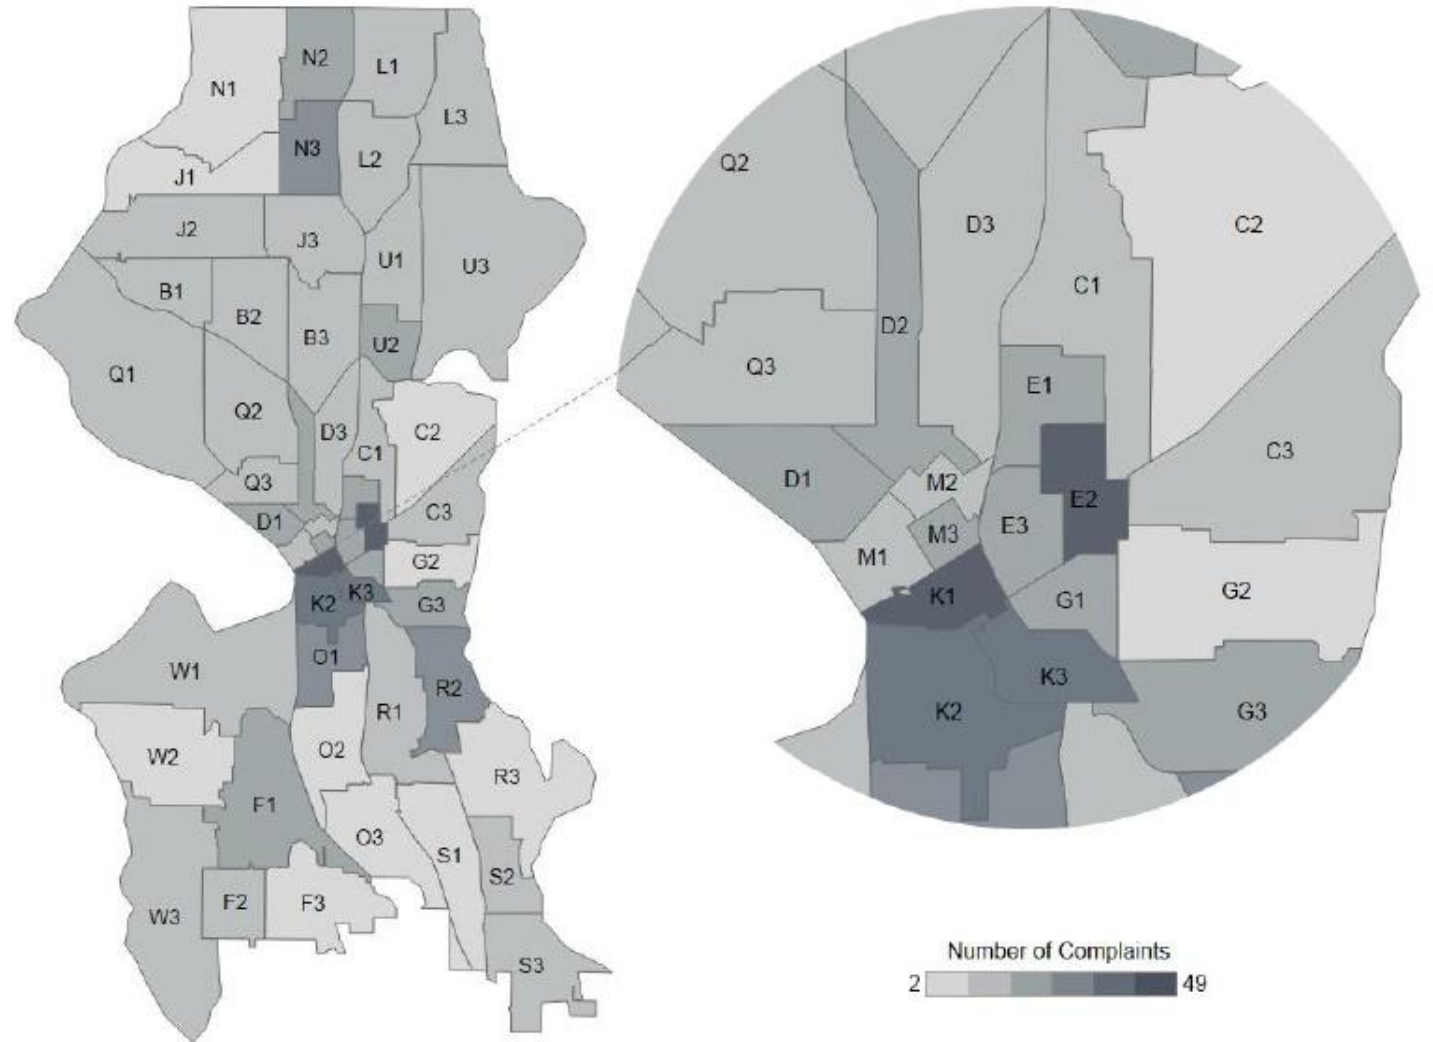 N1
N2
L1
L3
N3
L2
J1
J2
J3
U1
U3
B1
B2
B3
U2
Q1
Q2
D3
C2
C1
Q3
D1
C3
G2
K2
K3
G3
O1
W1
R2
R1
W2
O2
R3
F1
O3
S1
S2
F2
F3
W3
S3
Q2
D3
C2
C1
D2
Q3
E1
C3
D1
M2
E2
M3
E3
M1
K1
G1
G2
K3
K2
G3
Number of Complaints
2 49